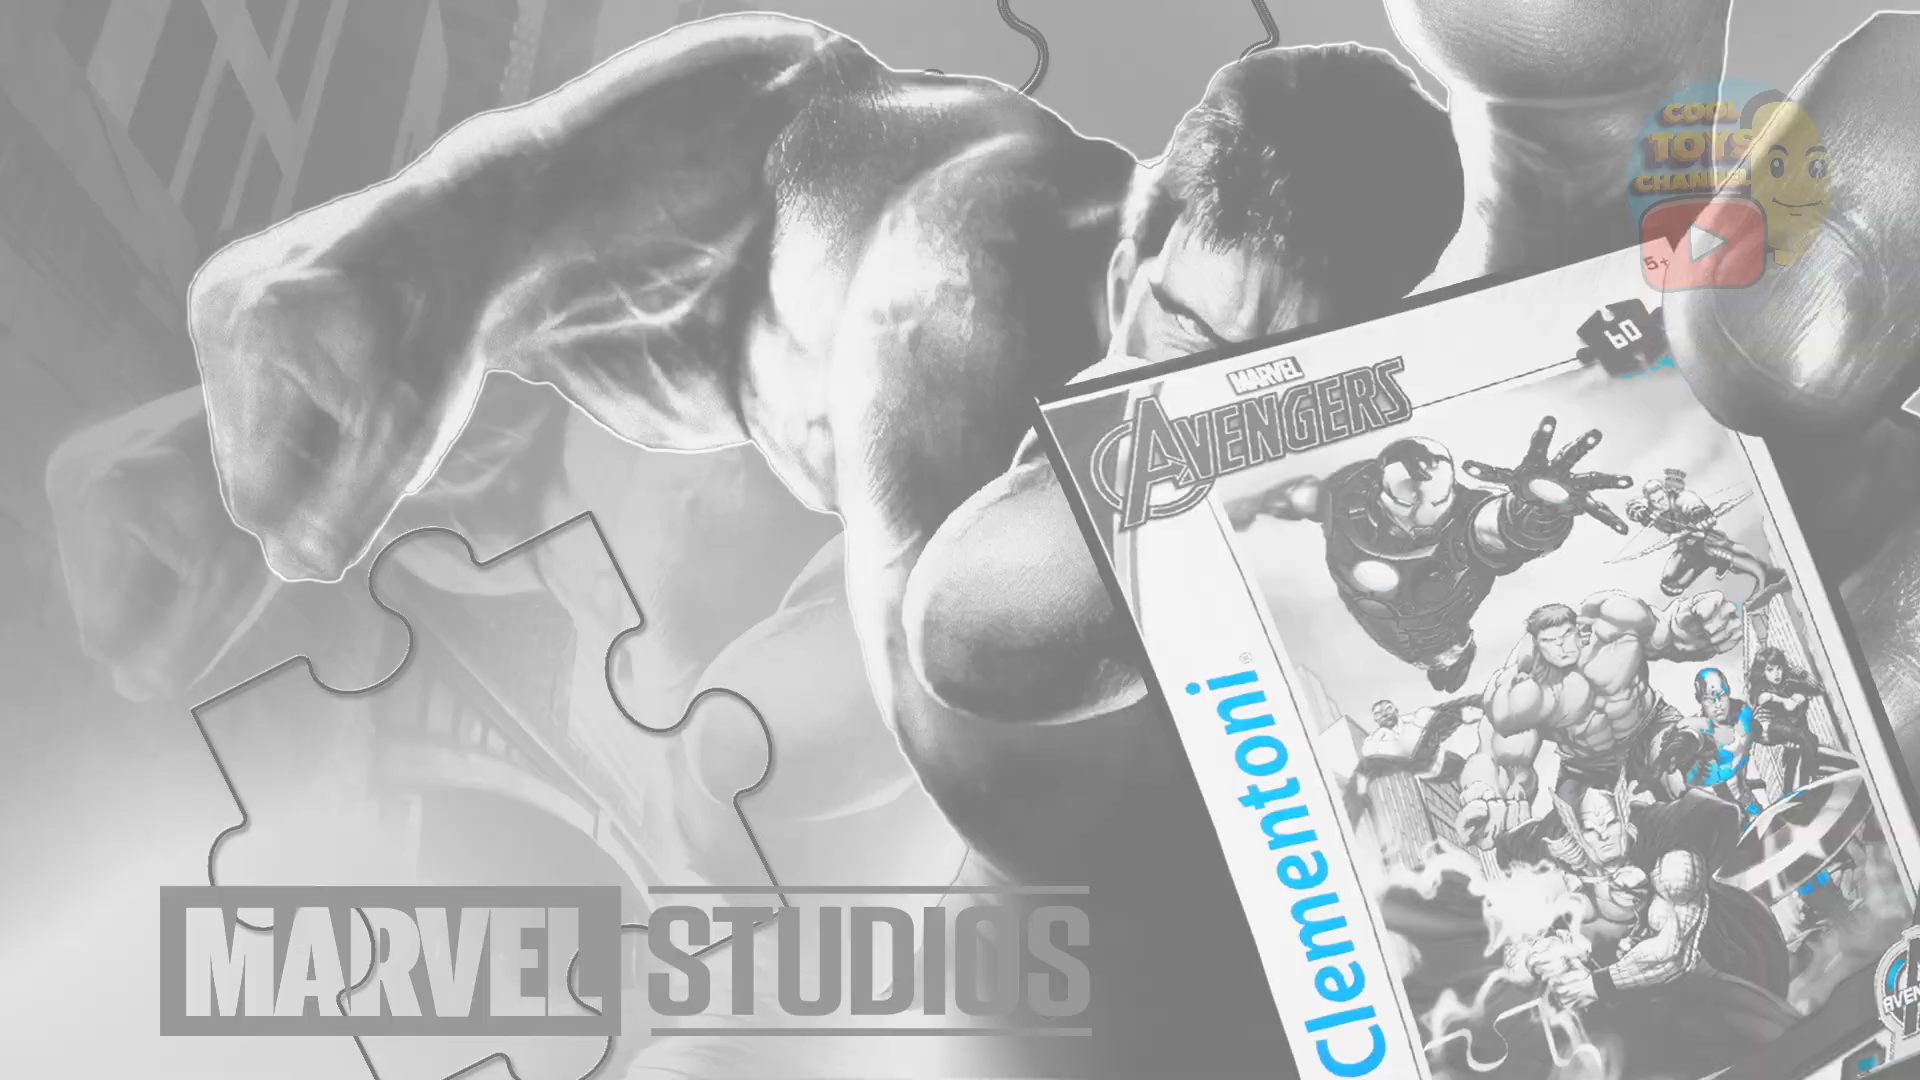 COOL
TOYS
CHANNEL
5+
60
MARVEL
AVENGERS
Clementoni®
MARVEL STUDIOS